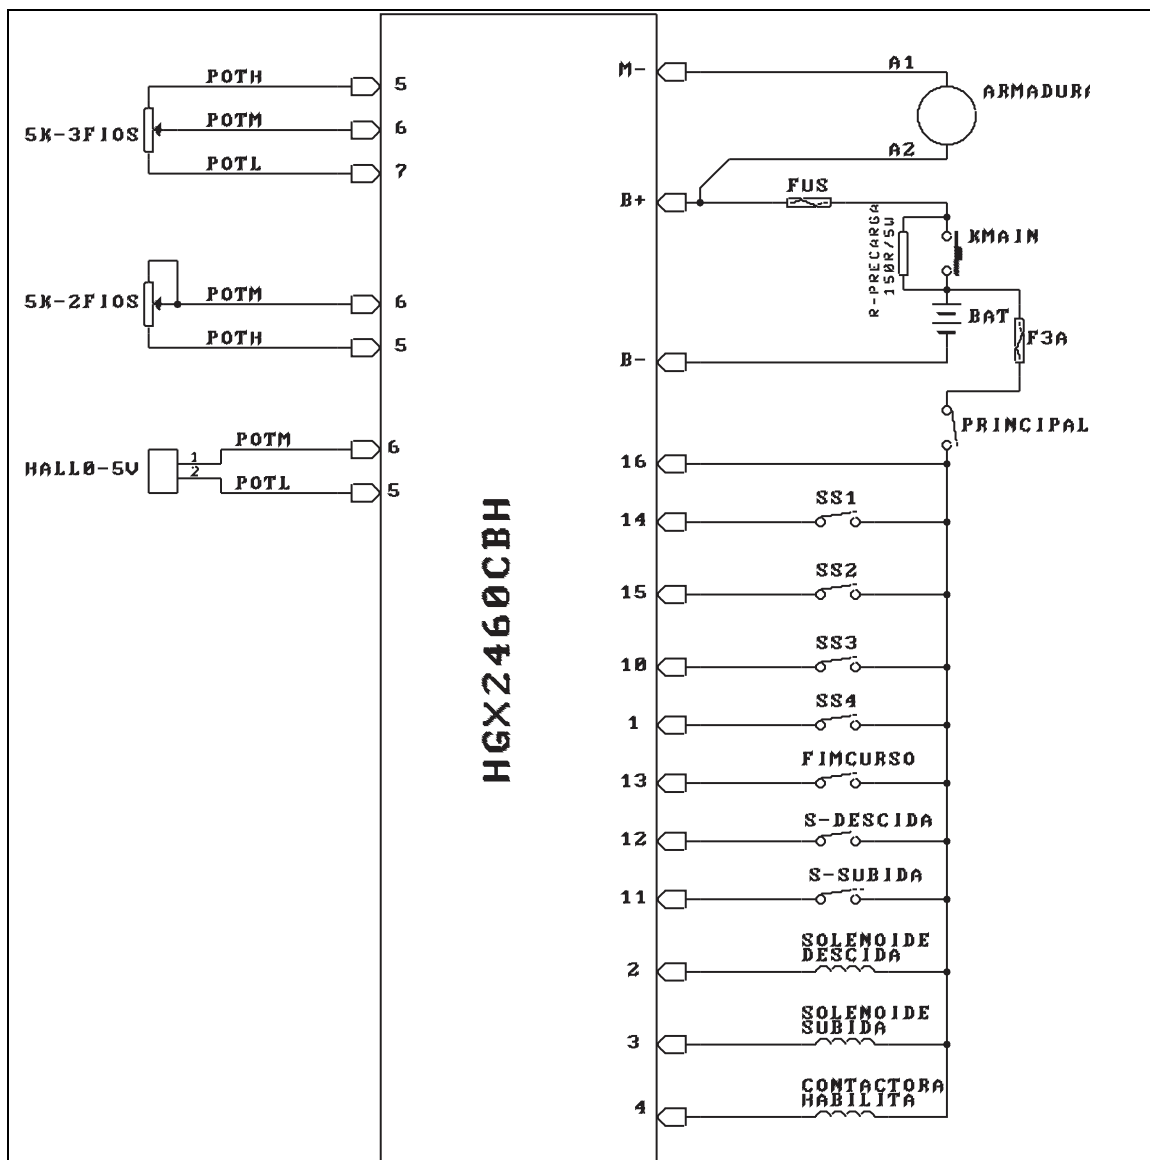 POTH
5
5K-3FIOS
POTM
6
POTL
7
5K-2FIOS
POTM
6
POTH
5
HALL0-5V
1
2
POTM
6
POTL
5
HGX2460CBH
M-
A1
ARMADURA
A2
B+
FUS
R-PRECARGA
150R/5W
KMAIN
BAT
F3A
B-
PRINCIPAL
16
14
SS1
15
SS2
10
SS3
1
SS4
13
FIMCURSO
12
S-DESCIDA
11
S-SUBIDA
2
SOLENOIDE
DESCIDA
3
SOLENOIDE
SUBIDA
4
CONTACTORA
HABILITA